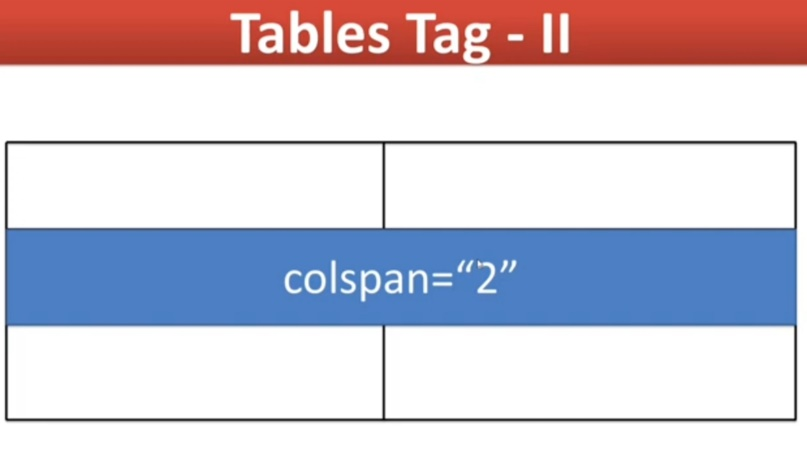 Tables Tag - II
colspan=“2”